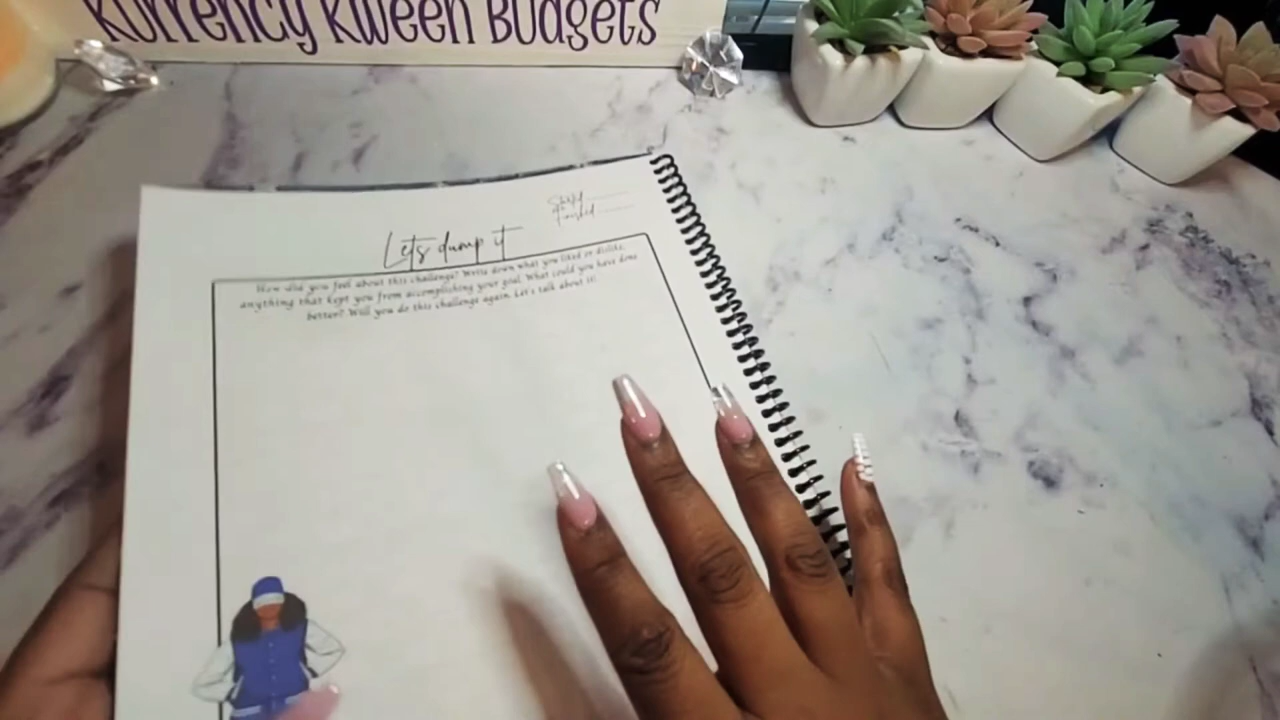 Kurrency Kween Budgets
Started
Finished
Lets dump it
How did you feel about this challenge? Write down what you liked or dislike,
anything that kept you from accomplishing your goal. What could you have done
better? Will you do this challenge again. Let's talk about it!